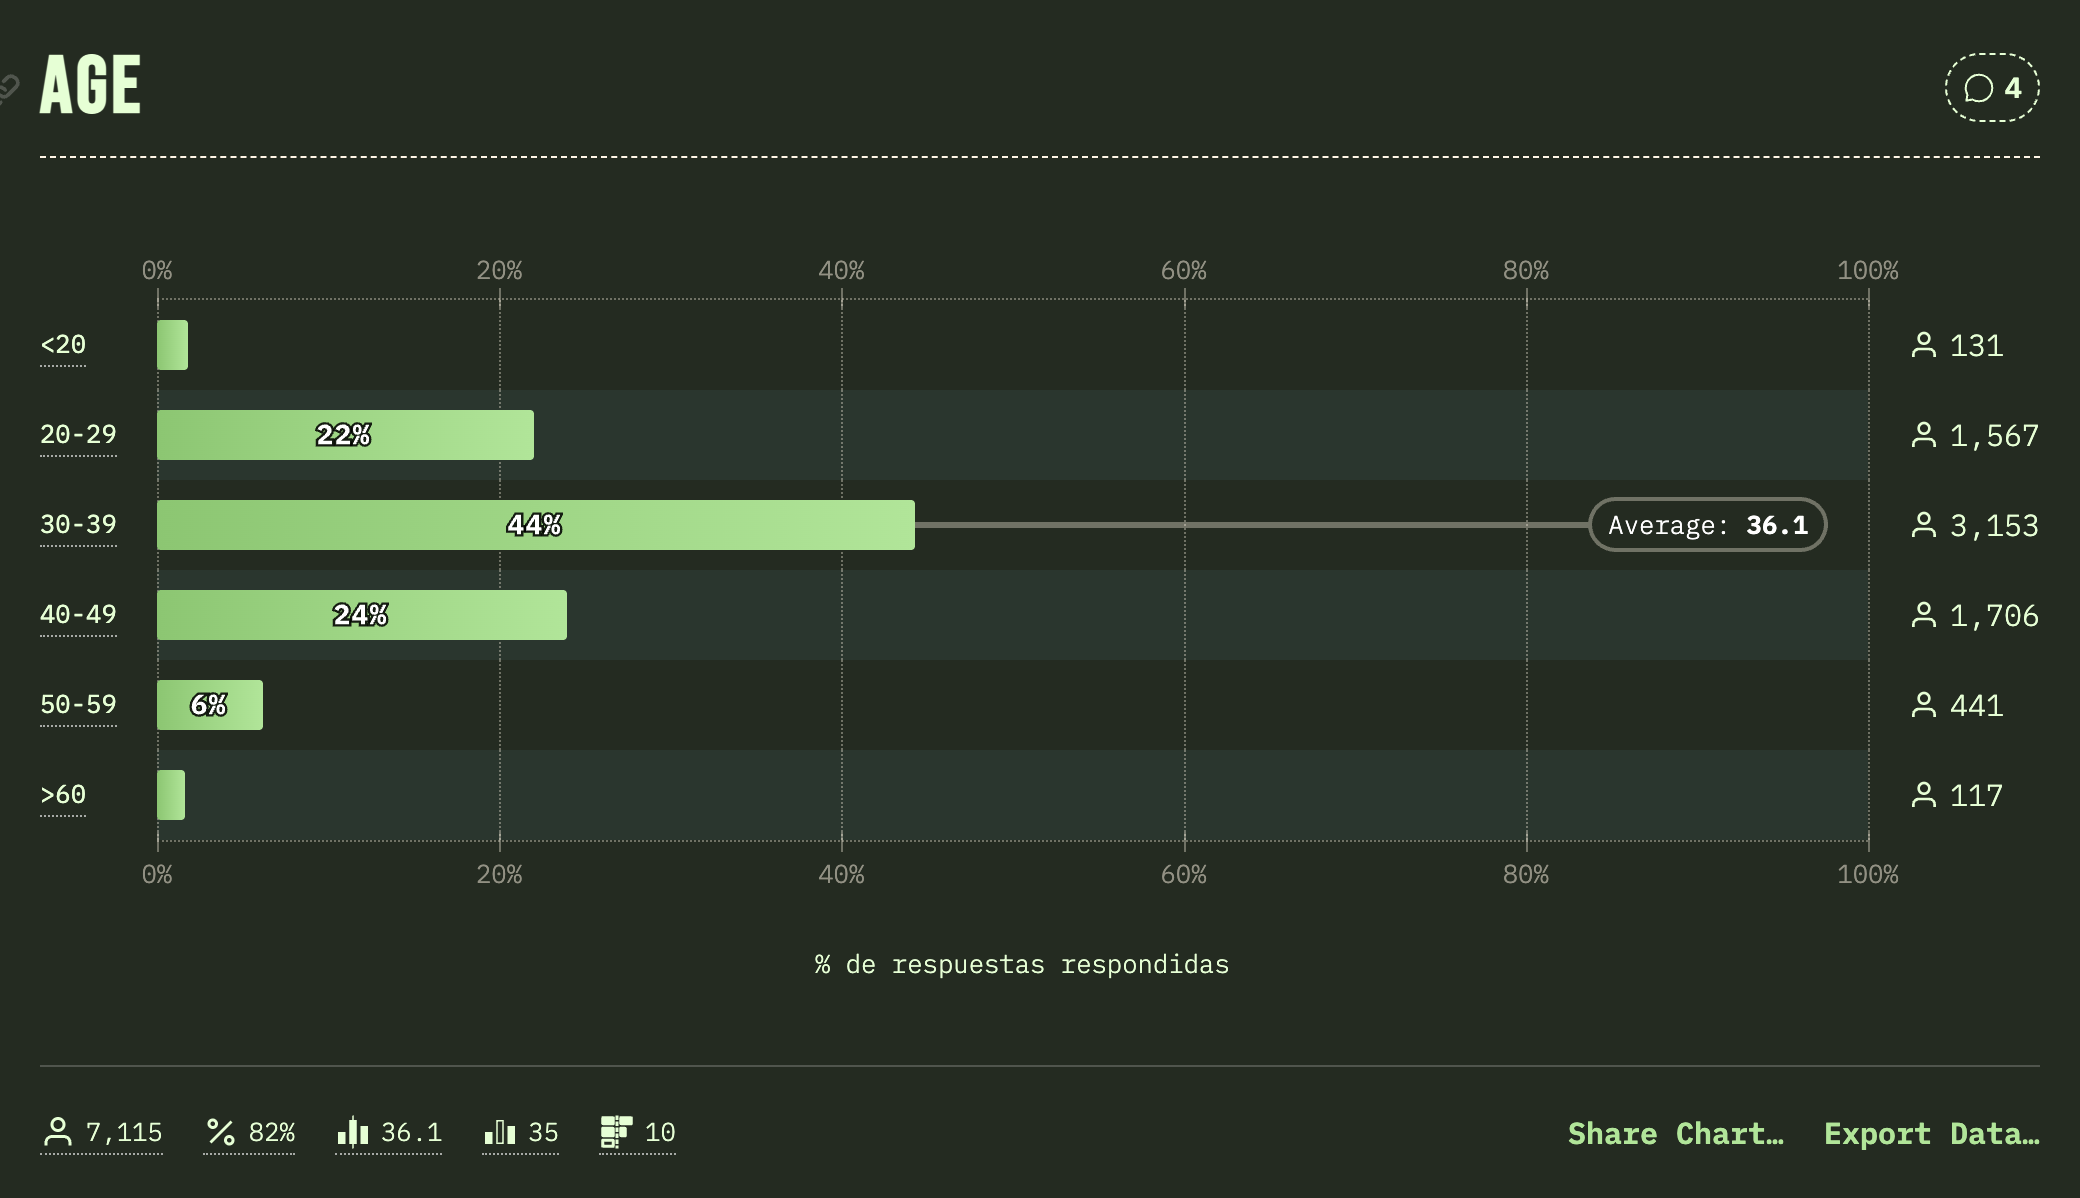 AGE
4
0% 20% 40% 60% 80% 100%
<20 131
20-29 22% 1,567
30-39 44% Average: 36.1 3,153
40-49 24% 1,706
50-59 6% 441
>60 117
0% 20% 40% 60% 80% 100%
% de respuestas respondidas
7,115 % 82% 36.1 35 10 Share Chart… Export Data…